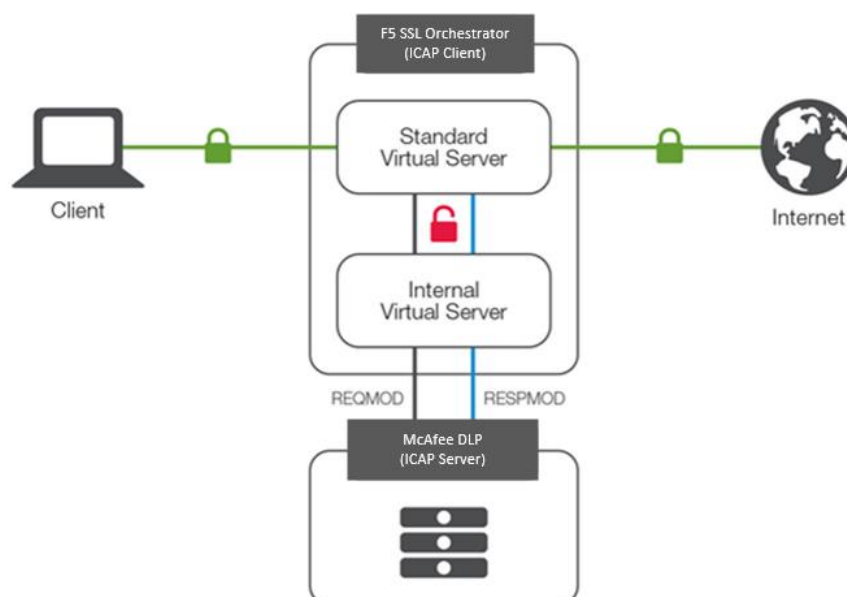 F5 SSL Orchestrator
(ICAP Client)
Standard
Virtual Server
Client
Internet
Internal
Virtual Server
REQMOD
RESPMOD
McAfee DLP
(ICAP Server)